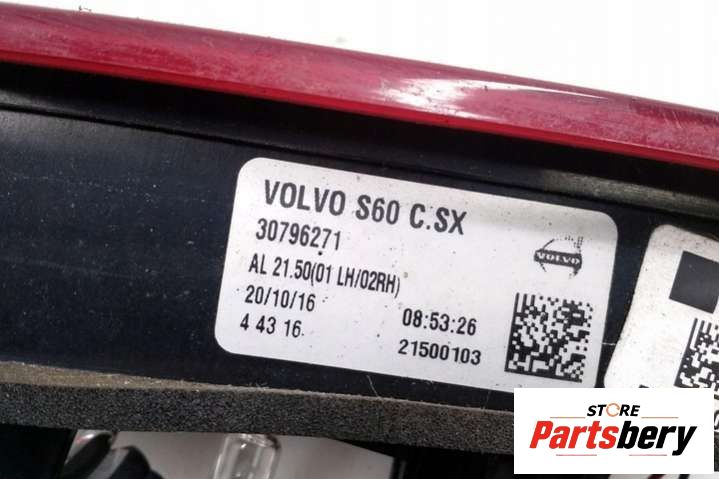 VOLVO S60 C.SX
30796271
VOLVO
AL 21.50(01 LH/02RH)
20/10/16 08:53:26
4 43 16 21500103
STORE
Partsbery